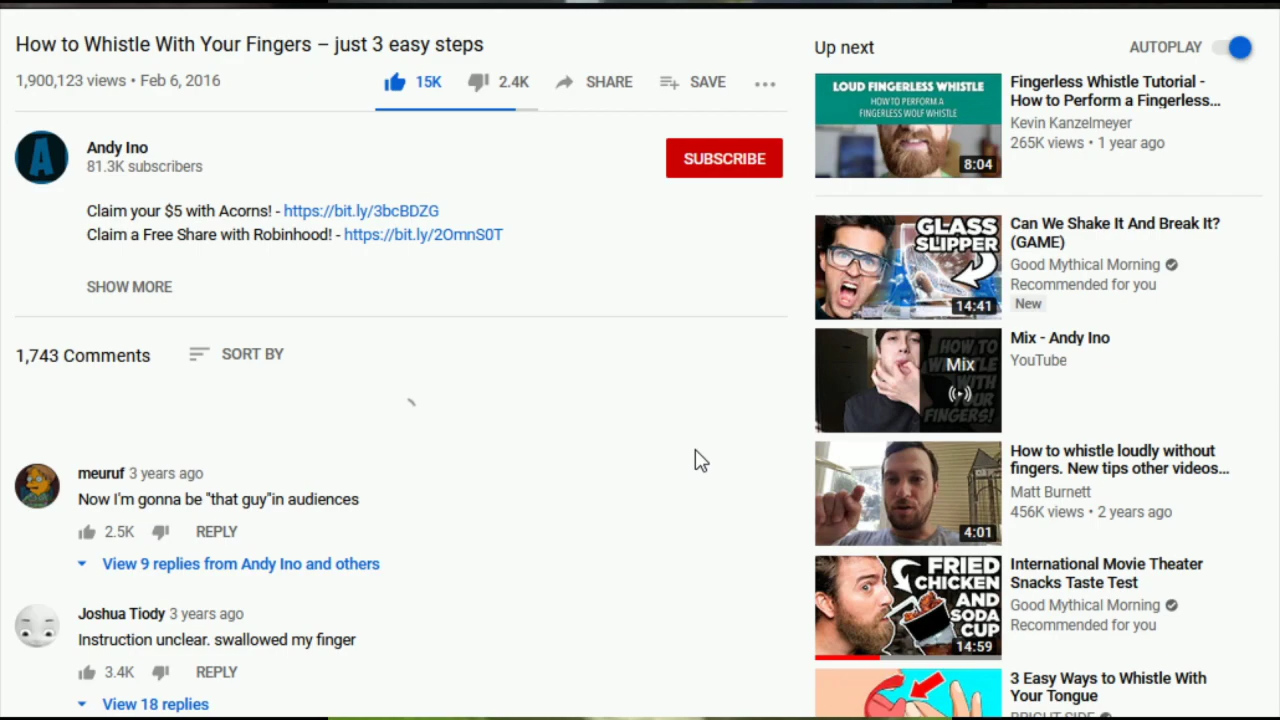 How to Whistle With Your Fingers – just 3 easy steps
1,900,123 views • Feb 6, 2016
15K
2.4K
SHARE
SAVE
A
Andy Ino
81.3K subscribers
SUBSCRIBE
Claim your $5 with Acorns! - https://bit.ly/3bcBDZG
Claim a Free Share with Robinhood! - https://bit.ly/2OmnS0T
SHOW MORE
1,743 Comments
SORT BY
meuruf 3 years ago
Now I'm gonna be "that guy"in audiences
2.5K
REPLY
View 9 replies from Andy Ino and others
Joshua Tiody 3 years ago
Instruction unclear. swallowed my finger
3.4K
REPLY
View 18 replies
Up next
AUTOPLAY
LOUD FINGERLESS WHISTLE
HOW TO PERFORM A
FINGERLESS WOLF WHISTLE
8:04
Fingerless Whistle Tutorial -
How to Perform a Fingerless...
Kevin Kanzelmeyer
265K views • 1 year ago
GLASS
SLIPPER
14:41
Can We Shake It And Break It?
(GAME)
Good Mythical Morning
Recommended for you
New
HOW TO
WHISTLE
WITH
YOUR
FINGERS!
Mix
Mix - Andy Ino
YouTube
4:01
How to whistle loudly without
fingers. New tips other videos...
Matt Burnett
456K views • 2 years ago
FRIED
CHICKEN
AND
SODA
CUP
14:59
International Movie Theater
Snacks Taste Test
Good Mythical Morning
Recommended for you
3 Easy Ways to Whistle With
Your Tongue
BRIGHT SIDE